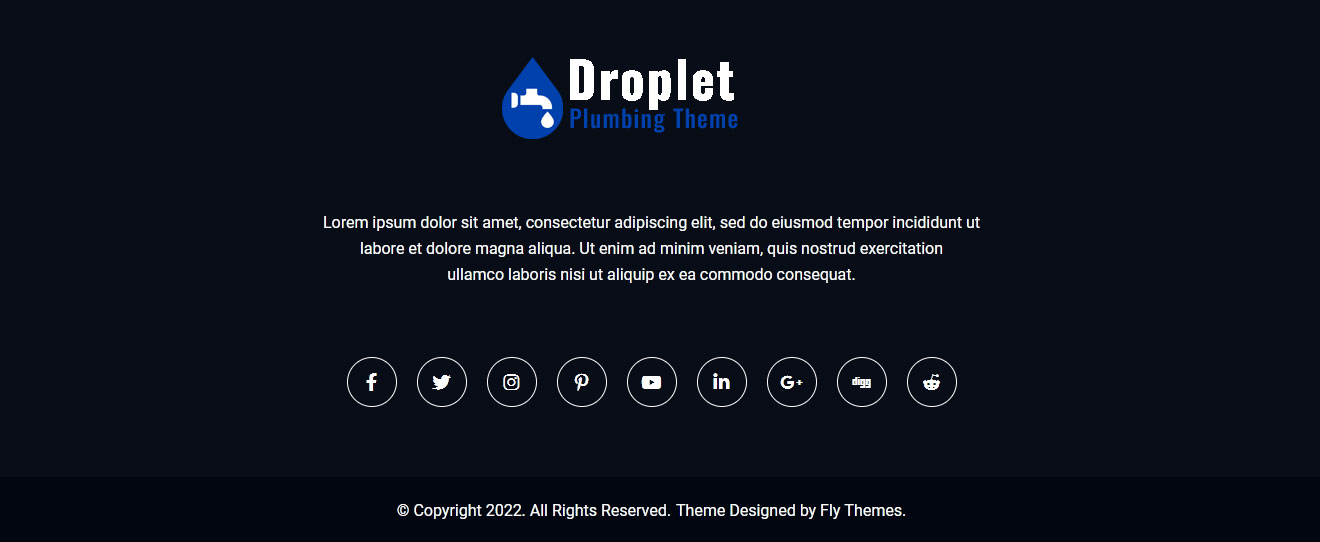 Droplet
Plumbing Theme
Lorem ipsum dolor sit amet, consectetur adipiscing elit, sed do eiusmod tempor incididunt ut
labore et dolore magna aliqua. Ut enim ad minim veniam, quis nostrud exercitation
ullamco laboris nisi ut aliquip ex ea commodo consequat.
f in G+ digg
© Copyright 2022. All Rights Reserved. Theme Designed by Fly Themes.